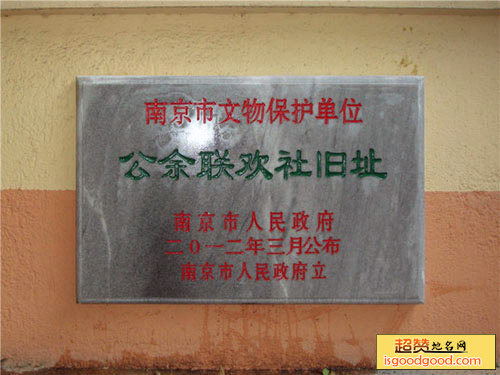 南京市文物保护单位
公余联欢社旧址
南京市人民政府
二0一二年三月公布
南京市人民政府立
超赞地名网
isgoodgood.com